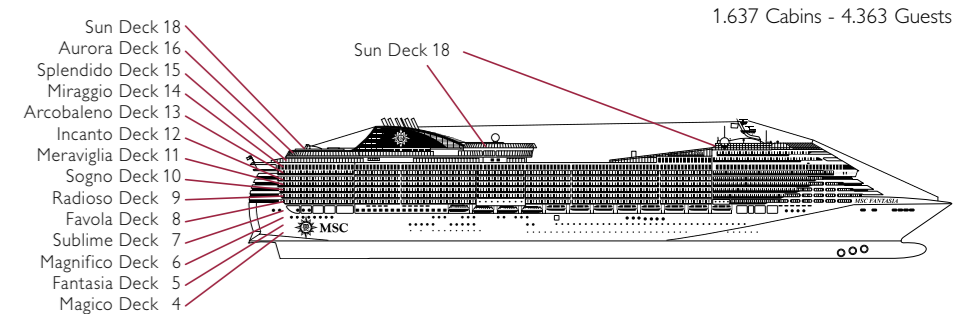 1.637 Cabins - 4.363 Guests
Sun Deck 18
Aurora Deck 16
Splendido Deck 15
Miraggio Deck 14
Arcobaleno Deck 13
Incanto Deck 12
Meraviglia Deck 11
Sogno Deck 10
Radioso Deck 9
Favola Deck 8
Sublime Deck 7
Magnifico Deck 6
Fantasia Deck 5
Magico Deck 4
Sun Deck 18
MSC FANTASIA
MSC